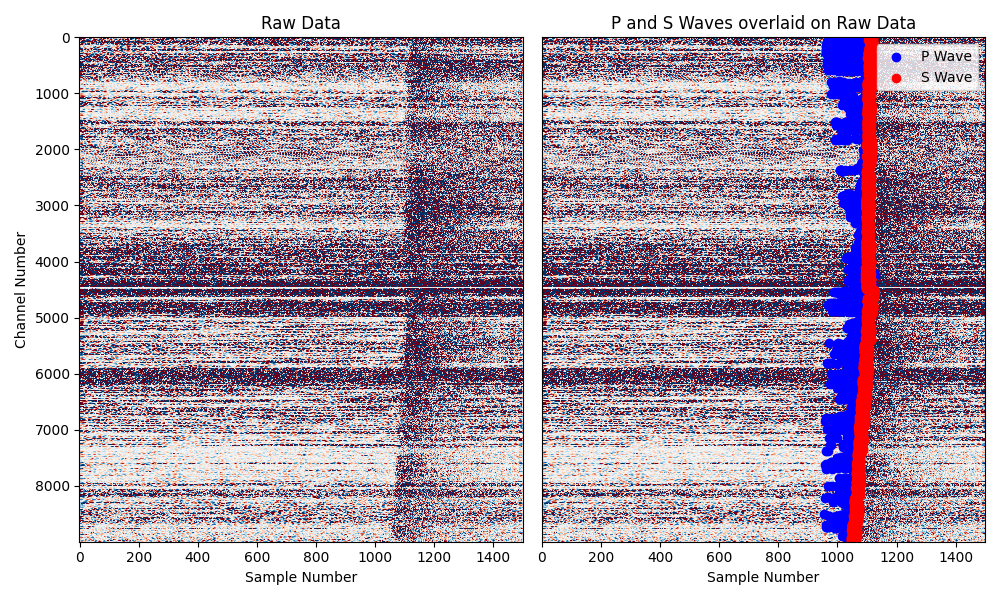 Raw Data
P and S Waves overlaid on Raw Data
P Wave
S Wave
0
1000
2000
3000
4000
5000
6000
7000
8000
Channel Number
0 200 400 600 800 1000 1200 1400
0 200 400 600 800 1000 1200 1400
Sample Number
Sample Number